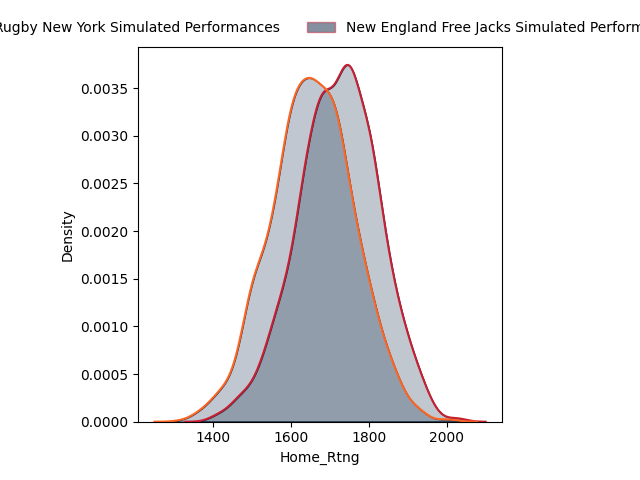 Rugby New York Simulated Performances New England Free Jacks Simulated Perform
0.0035
0.0030
0.0025
0.0020
0.0015
0.0010
0.0005
0.0000
Density
1400 1600 1800 2000
Home_Rtng